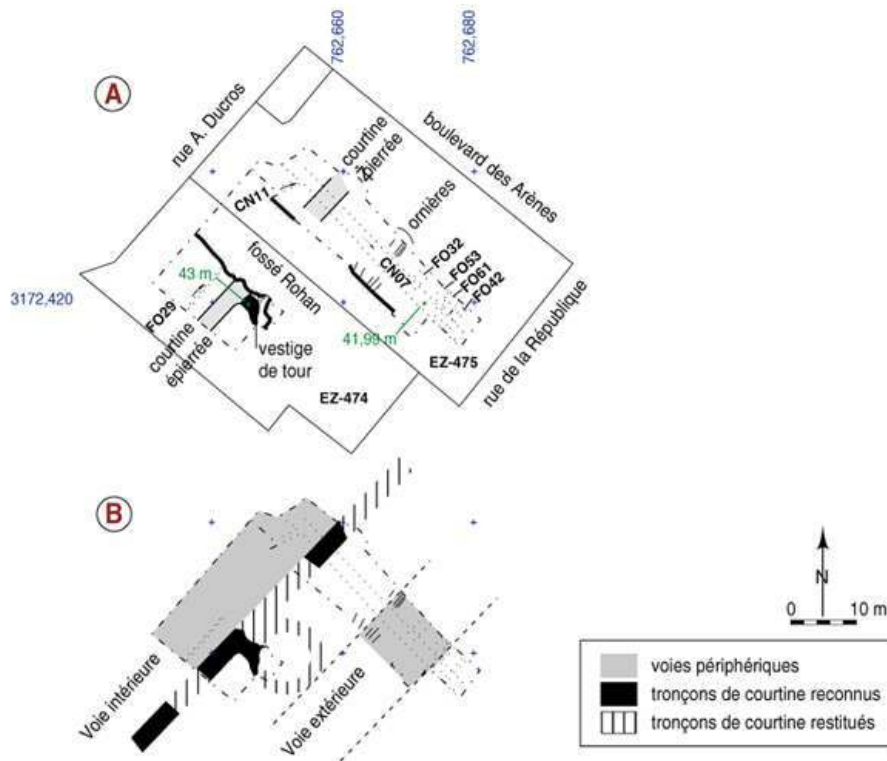 762,660
762,680
A
rue A. Ducros
boulevard des Arènes
courtine
épierrée
CN11
ornières
fossé Rohan
CN07
FO32
FO53
FO61
FO42
43 m
3172,420
FO29
courtine
épierrée
vestige
de tour
41,99 m
EZ-475
EZ-474
rue de la République
B
Voie intérieure
Voie extérieure
N
0 10 m
voies périphériques
tronçons de courtine reconnus
tronçons de courtine restitués